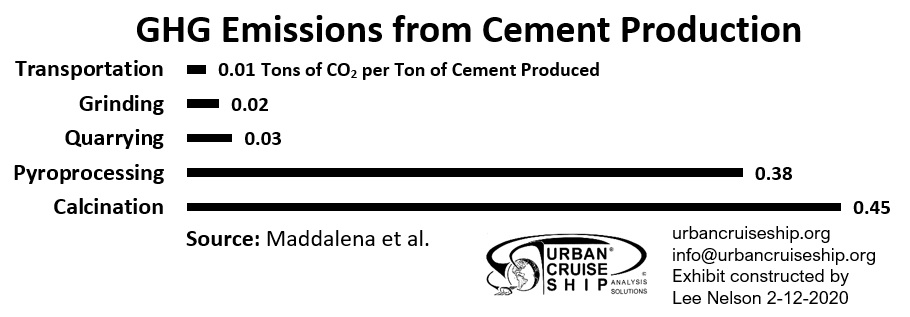 GHG Emissions from Cement Production
Transportation 0.01 Tons of CO₂ per Ton of Cement Produced
Grinding 0.02
Quarrying 0.03
Pyroprocessing 0.38
Calcination 0.45
Source: Maddalena et al.
URBAN®
CRUISE
SHIP
©
ANALYSIS
SOLUTIONS
urbancruiseship.org
info@urbancruiseship.org
Exhibit constructed by
Lee Nelson 2-12-2020